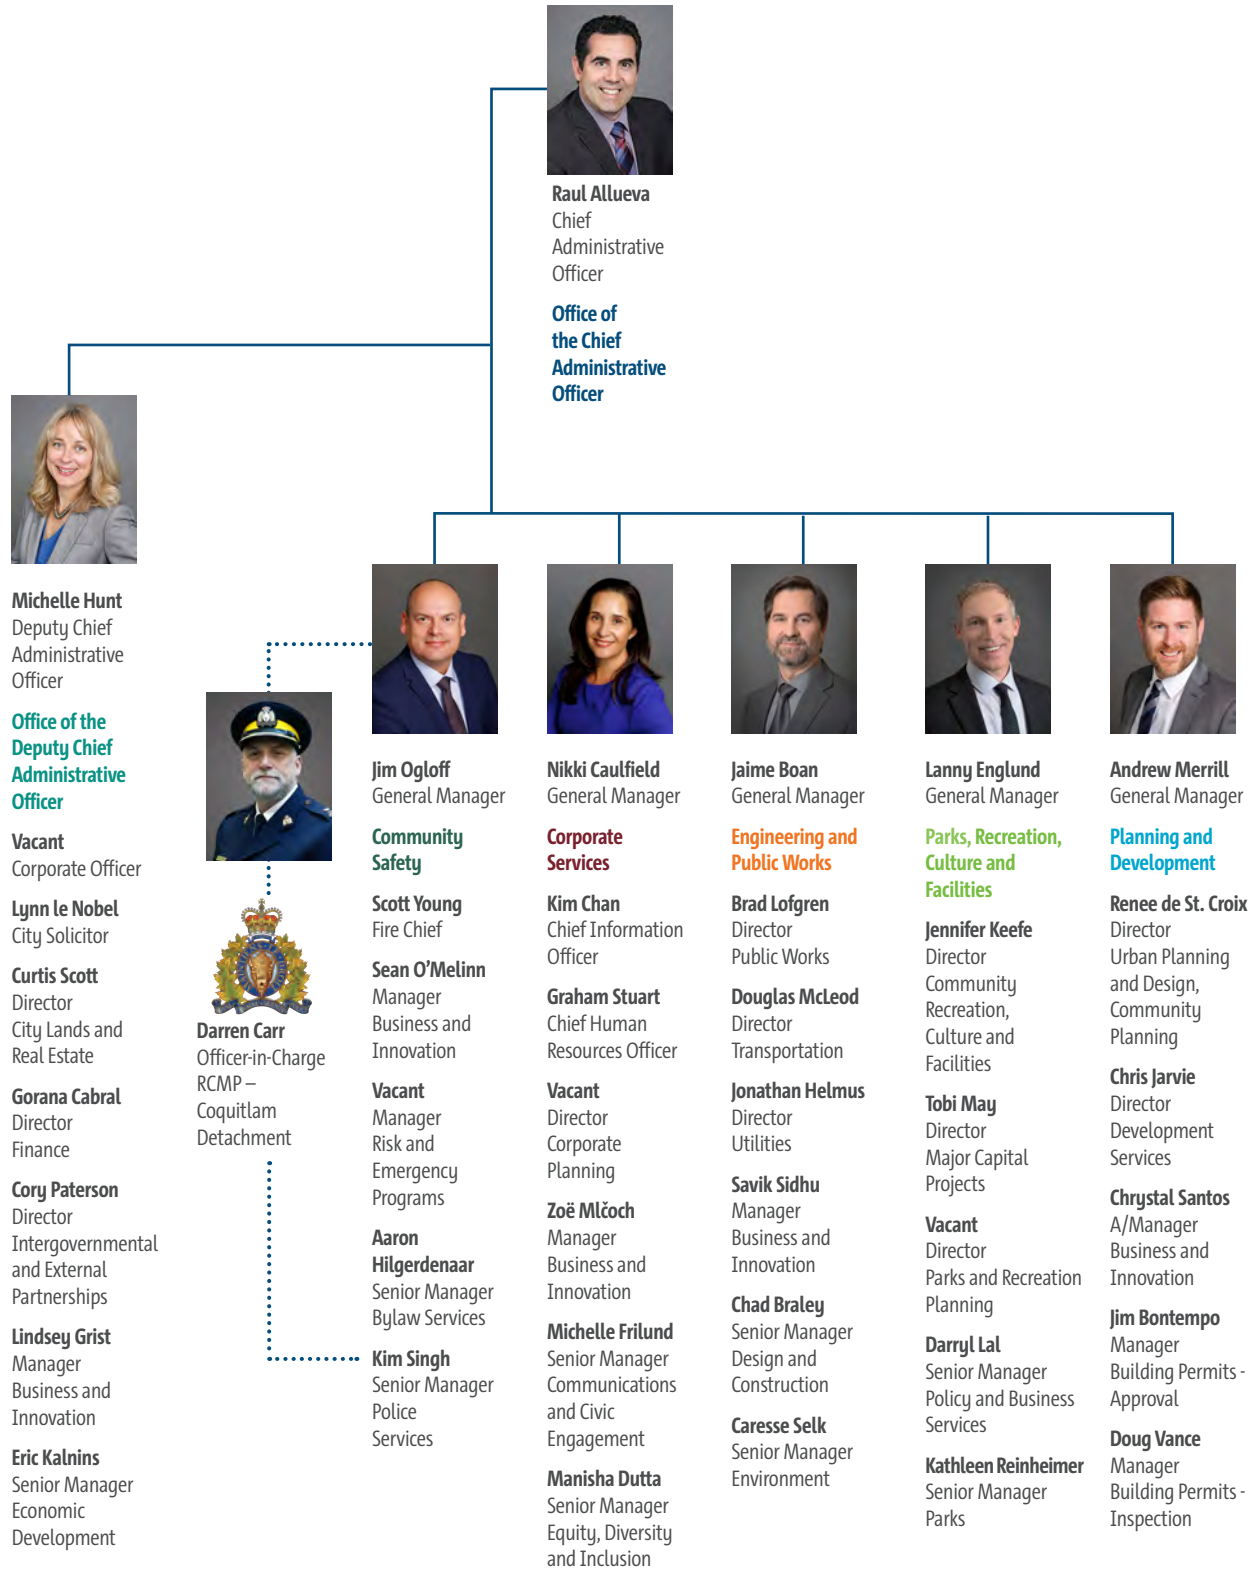 Raul Allueva
Chief
Administrative
Officer
Office of
the Chief
Administrative
Officer
Michelle Hunt
Deputy Chief
Administrative
Officer
Office of the
Deputy Chief
Administrative
Officer
Vacant
Corporate Officer
Lynn le Nobel
City Solicitor
Curtis Scott
Director
City Lands and
Real Estate
Gorana Cabral
Director
Finance
Cory Paterson
Director
Intergovernmental
and External
Partnerships
Lindsey Grist
Manager
Business and
Innovation
Eric Kalnins
Senior Manager
Economic
Development
Darren Carr
Officer-in-Charge
RCMP –
Coquitlam
Detachment
Jim Ogloff
General Manager
Community
Safety
Scott Young
Fire Chief
Sean O’Melinn
Manager
Business and
Innovation
Vacant
Manager
Risk and
Emergency
Programs
Aaron
Hilgerdenaar
Senior Manager
Bylaw Services
Kim Singh
Senior Manager
Police
Services
Nikki Caulfield
General Manager
Corporate
Services
Kim Chan
Chief Information
Officer
Graham Stuart
Chief Human
Resources Officer
Vacant
Director
Corporate
Planning
Zoë Mlčoch
Manager
Business and
Innovation
Michelle Frilund
Senior Manager
Communications
and Civic
Engagement
Manisha Dutta
Senior Manager
Equity, Diversity
and Inclusion
Jaime Boan
General Manager
Engineering and
Public Works
Brad Lofgren
Director
Public Works
Douglas McLeod
Director
Transportation
Jonathan Helmus
Director
Utilities
Savik Sidhu
Manager
Business and
Innovation
Chad Braley
Senior Manager
Design and
Construction
Caresse Selk
Senior Manager
Environment
Lanny Englund
General Manager
Parks, Recreation,
Culture and
Facilities
Jennifer Keefe
Director
Community
Recreation,
Culture and
Facilities
Tobi May
Director
Major Capital
Projects
Vacant
Director
Parks and Recreation
Planning
Darryl Lal
Senior Manager
Policy and Business
Services
Kathleen Reinheimer
Senior Manager
Parks
Andrew Merrill
General Manager
Planning and
Development
Renee de St. Croix
Director
Urban Planning
and Design,
Community
Planning
Chris Jarvie
Director
Development
Services
Chrystal Santos
A/Manager
Business and
Innovation
Jim Bontempo
Manager
Building Permits -
Approval
Doug Vance
Manager
Building Permits -
Inspection